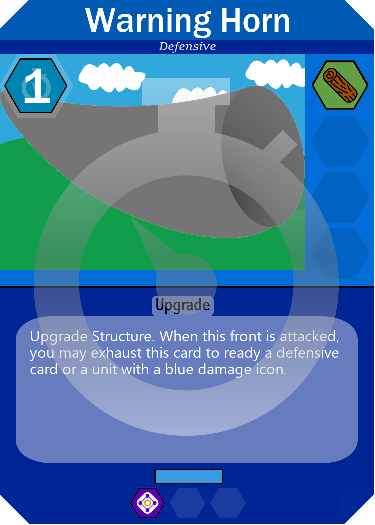 Warning Horn
Defensive
1
Upgrade
Upgrade Structure. When this front is attacked,
you may exhaust this card to ready a defensive
card or a unit with a blue damage icon.